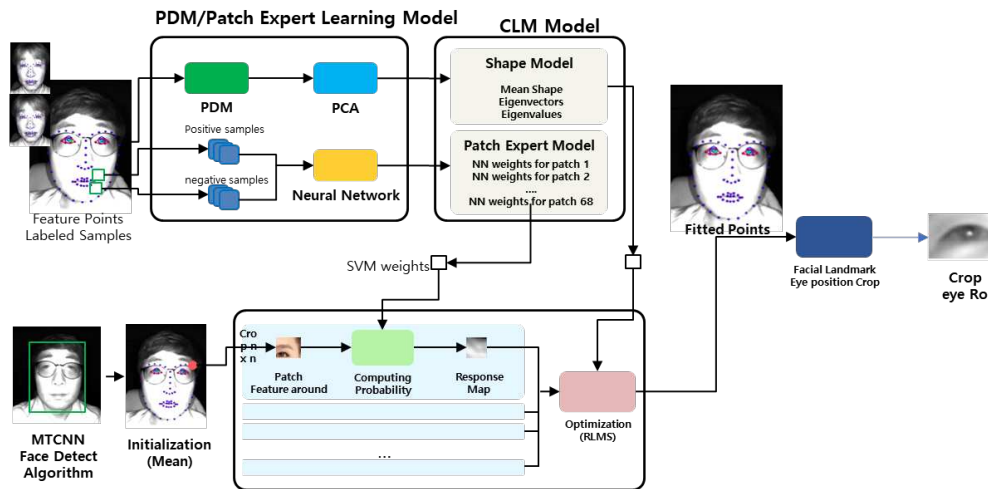 PDM/Patch Expert Learning Model
CLM Model
PDM
PCA
Positive samples
negative samples
Neural Network
Feature Points
Labeled Samples
Shape Model
Mean Shape
Eigenvectors
Eigenvalues
Patch Expert Model
NN weights for patch 1
NN weights for patch 2
....
NN weights for patch 68
Fitted Points
Facial Landmark
Eye position Crop
Crop
eye Ro
SVM weights
Cro
p n
x n
Patch
Feature around
Computing
Probability
Response
Map
...
Optimization
(RLMS)
MTCNN
Face Detect
Algorithm
Initialization
(Mean)